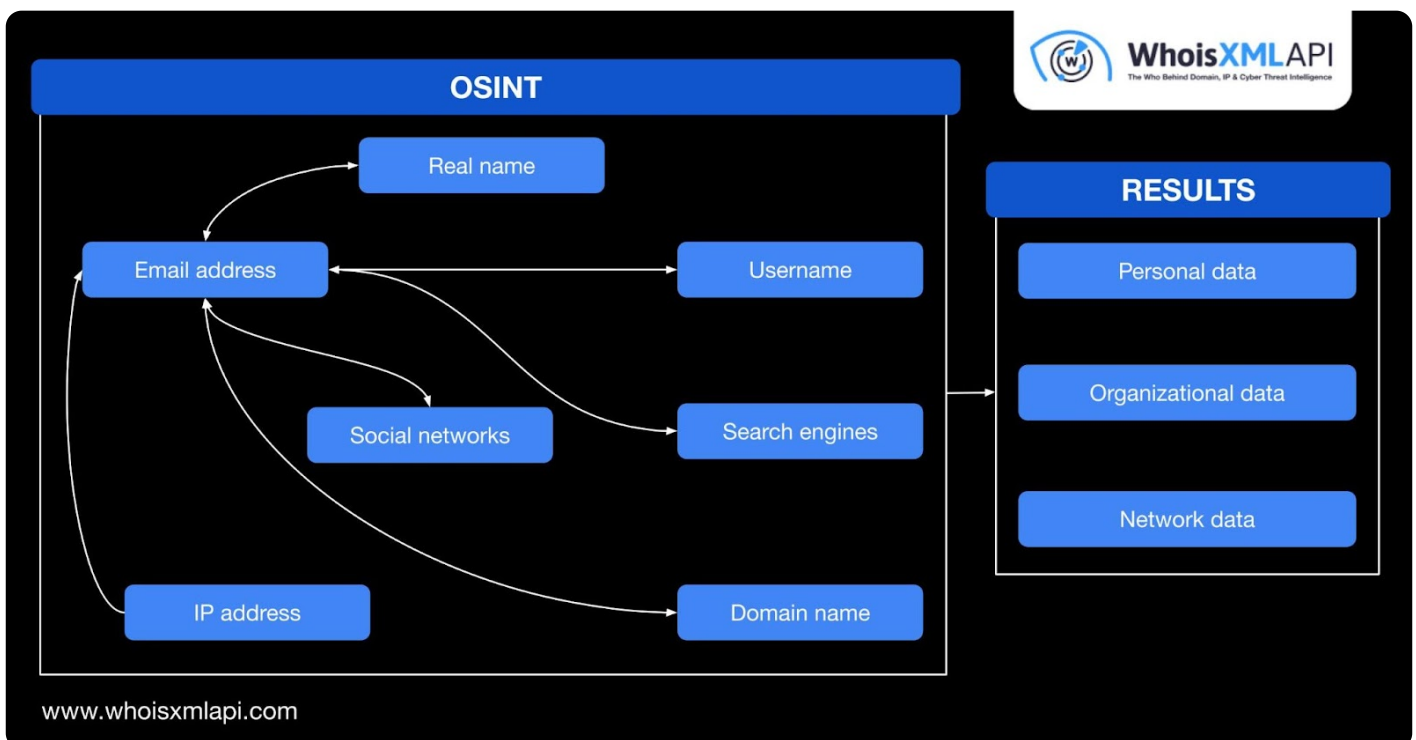 WhoisXMLAPI
The Who Behind Domain, IP & Cyber Threat Intelligence
W
OSINT
Real name
Email address
Username
Social networks
Search engines
IP address
Domain name
RESULTS
Personal data
Organizational data
Network data
www.whoisxmlapi.com